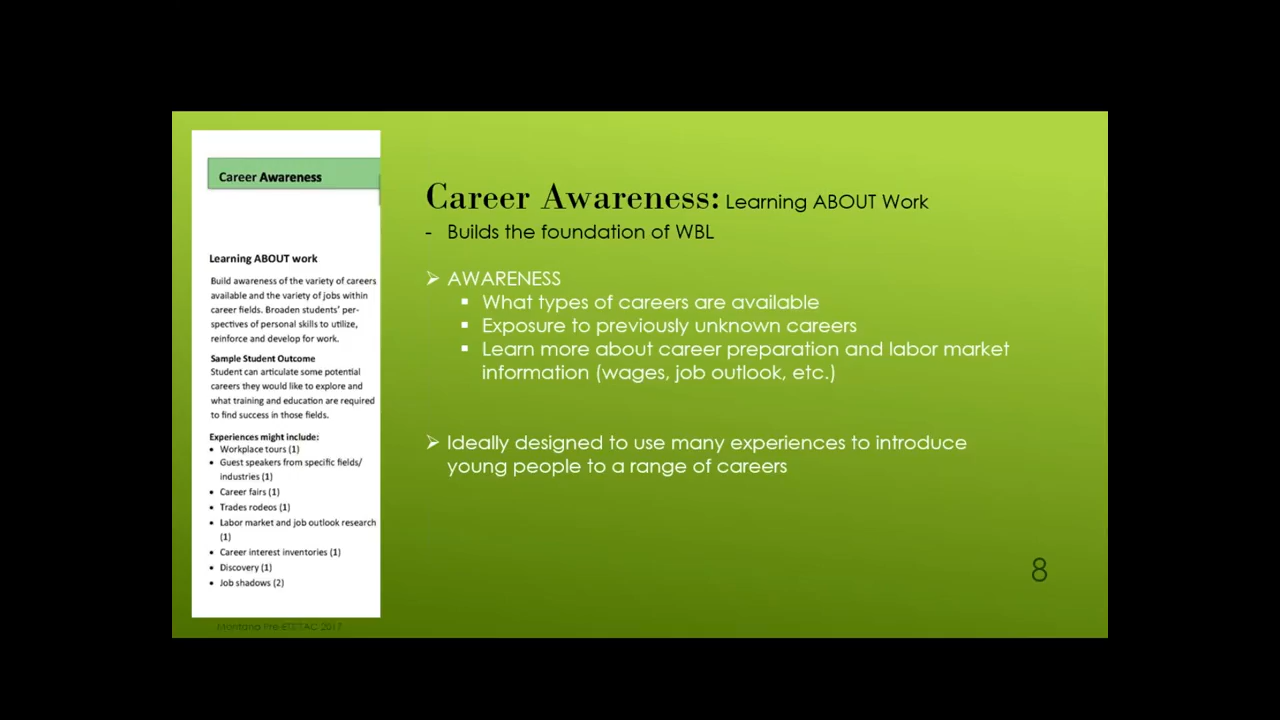 Career Awareness
Learning ABOUT work
Build awareness of the variety of careers
available and the variety of jobs within
career fields. Broaden students' per-
spectives of personal skills to utilize,
reinforce and develop for work.
Sample Student Outcome
Student can articulate some potential
careers they would like to explore and
what training and education are required
to find success in those fields.
Experiences might include:
• Workplace tours (1)
• Guest speakers from specific fields/
industries (1)
• Career fairs (1)
• Trades rodeos (1)
• Labor market and job outlook research
(1)
• Career interest inventories (1)
• Discovery (1)
• Job shadows (2)
Career Awareness: Learning ABOUT Work
- Builds the foundation of WBL
➢ AWARENESS
▪ What types of careers are available
▪ Exposure to previously unknown careers
▪ Learn more about career preparation and labor market
information (wages, job outlook, etc.)
➢ Ideally designed to use many experiences to introduce
young people to a range of careers
8
Montana 2017